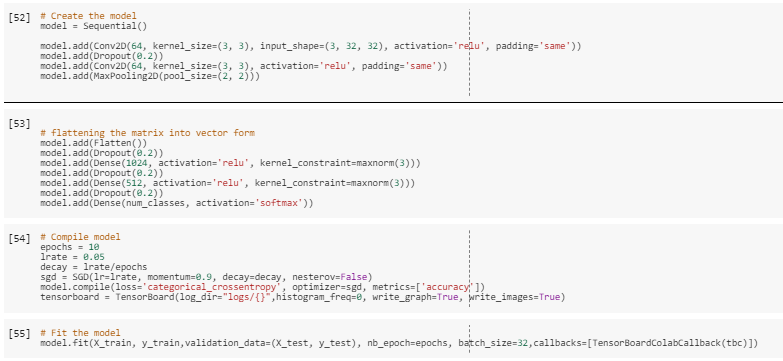 [52] # Create the model
model = Sequential()
model.add(Conv2D(64, kernel_size=(3, 3), input_shape=(3, 32, 32), activation='relu', padding='same'))
model.add(Dropout(0.2))
model.add(Conv2D(64, kernel_size=(3, 3), activation='relu', padding='same'))
model.add(MaxPooling2D(pool_size=(2, 2)))
[53]
# flattening the matrix into vector form
model.add(Flatten())
model.add(Dropout(0.2))
model.add(Dense(1024, activation='relu', kernel_constraint=maxnorm(3)))
model.add(Dropout(0.2))
model.add(Dense(512, activation='relu', kernel_constraint=maxnorm(3)))
model.add(Dropout(0.2))
model.add(Dense(num_classes, activation='softmax'))
[54] # Compile model
epochs = 10
lrate = 0.05
decay = lrate/epochs
sgd = SGD(lr=lrate, momentum=0.9, decay=decay, nesterov=False)
model.compile(loss='categorical_crossentropy', optimizer=sgd, metrics=['accuracy'])
tensorboard = TensorBoard(log_dir="logs/{}",histogram_freq=0, write_graph=True, write_images=True)
[55] # Fit the model
model.fit(X_train, y_train,validation_data=(X_test, y_test), nb_epoch=epochs, batch_size=32,callbacks=[TensorBoardColabCallback(tbc)])